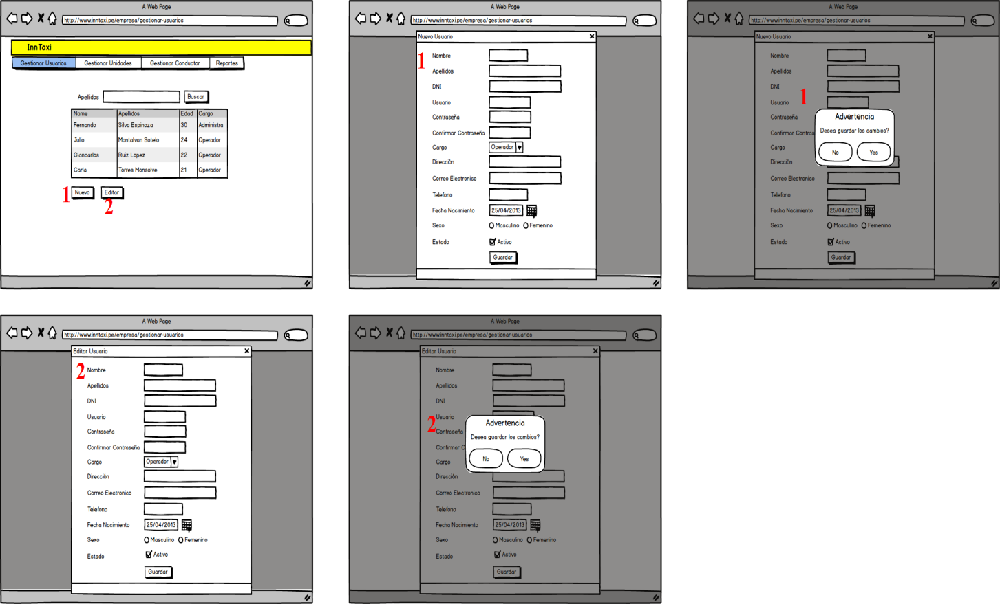 A Web Page
http://www.inntaxi.pe/empresa/gestionar-usuarios
InnTaxi
Gestionar Usuarios Gestionar Unidades Gestionar Conductor Reportes
Apellidos Buscar
Name Apellidos Edad Cargo
Fernando Silva Espinoza 30 Administra
Julio Montalvan Sotelo 24 Operador
Giancarlos Ruiz Lopez 22 Operador
Carla Torres Monsolve 21 Operador
1 Nuevo Editar
2
A Web Page
http://www.inntaxi.pe/empresa/gestionar-usuarios
Nuevo Usuario
1 Nombre
Apellidos
DNI
Usuario
Contraseña
Confirmar Contraseña
Cargo Operador
Direcciòn
Correo Electronico
Telefono
Fecha Nacimiento 25/04/2013
Sexo Masculino Femenino
Estado Activo
Guardar
A Web Page
http://www.inntaxi.pe/empresa/gestionar-usuarios
Nuevo Usuario
Nombre
Apellidos
DNI
1
Usuario
Contraseña Advertencia
Confirmar Contras Desea guardar los cambios?
Cargo No Yes
Direcciòn
Correo Electronico
Telefono
Fecha Nacimiento 25/04/2013
Sexo Masculino Femenino
Estado Activo
Guardar
A Web Page
http://www.inntaxi.pe/empresa/gestionar-usuarios
Editar Usuario
2 Nombre
Apellidos
DNI
Usuario
Contraseña
Confirmar Contraseña
Cargo Operador
Direcciòn
Correo Electronico
Telefono
Fecha Nacimiento 25/04/2013
Sexo Masculino Femenino
Estado Activo
Guardar
A Web Page
http://www.inntaxi.pe/empresa/gestionar-usuarios
Editar Usuario
Nombre
Apellidos
DNI
2 Usuario
Advertencia
Contraseña
Desea guardar los cambios?
Confirmar C
Cargo No Yes
Direcciòn
Correo Electronico
Telefono
Fecha Nacimiento 25/04/2013
Sexo Masculino Femenino
Estado Activo
Guardar